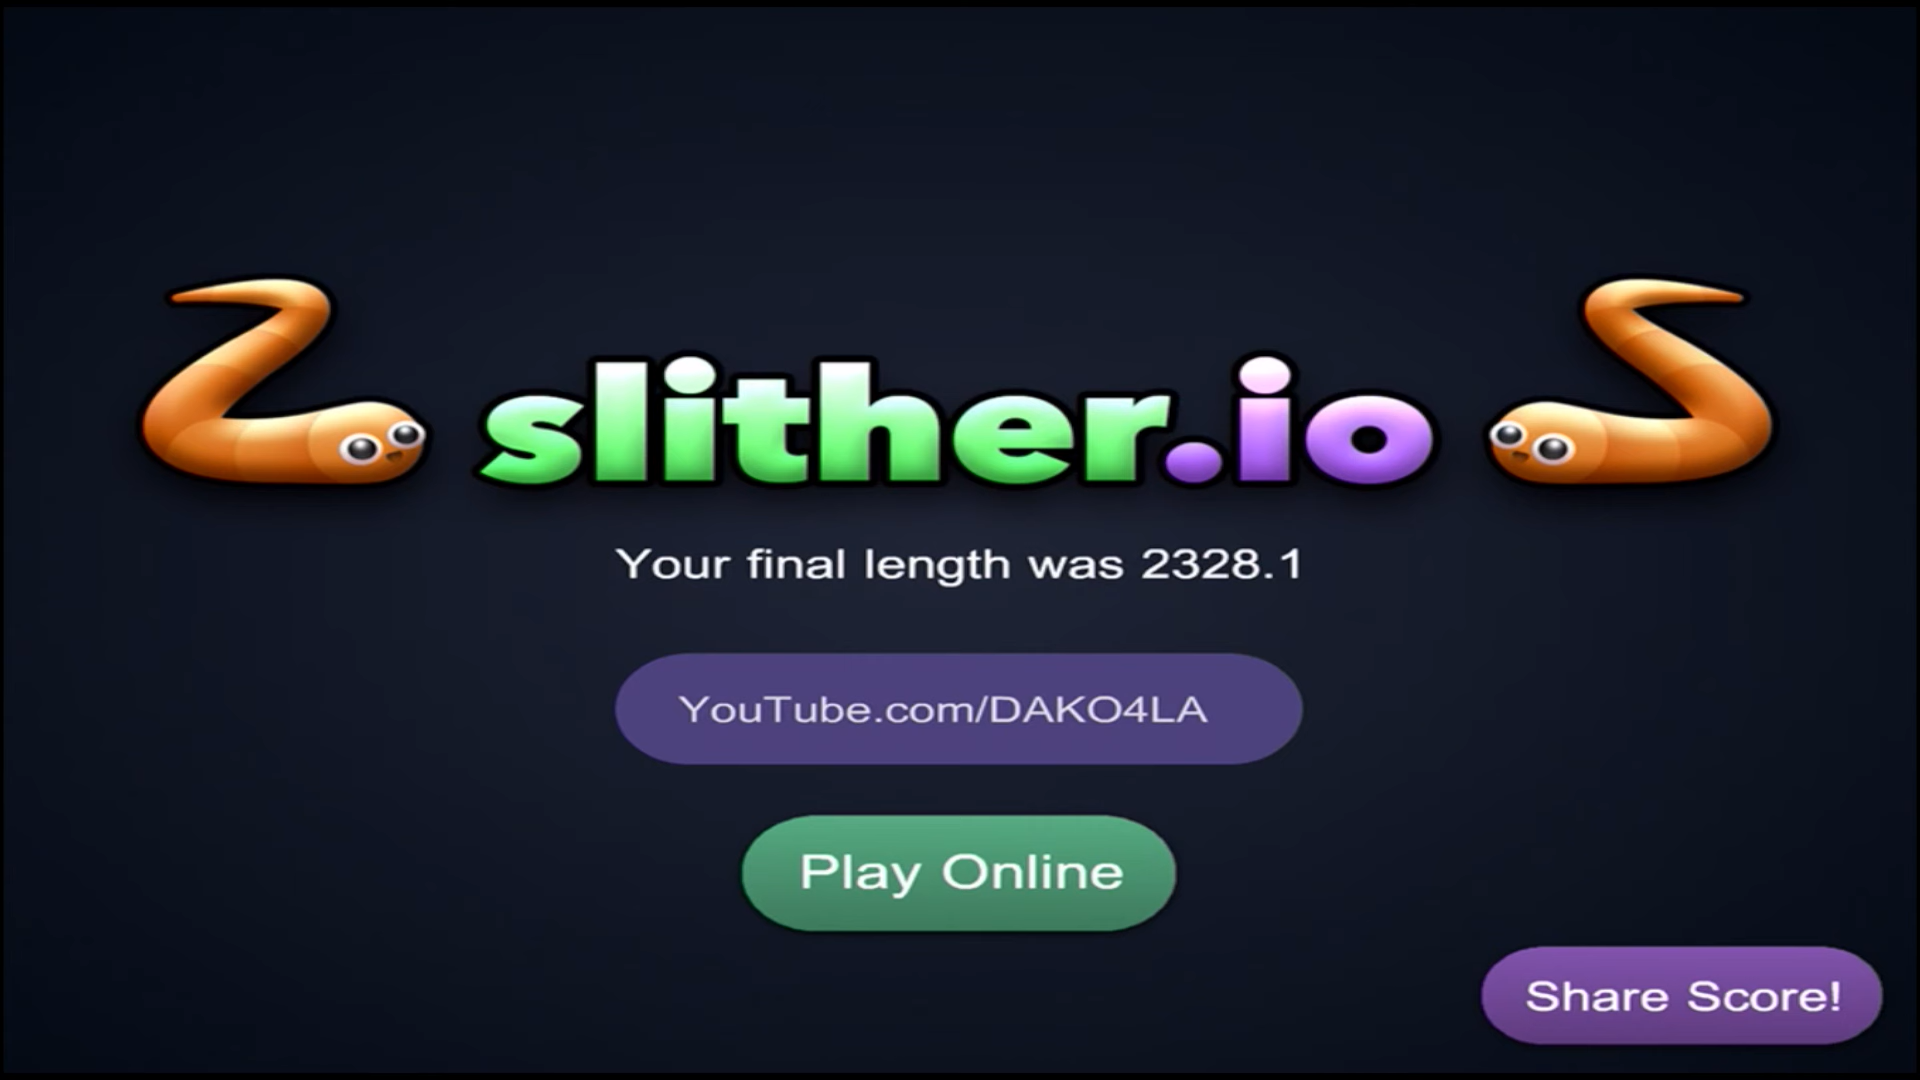 slither.io
Your final length was 2328.1
YouTube.com/DAKO4LA
Play Online
Share Score!